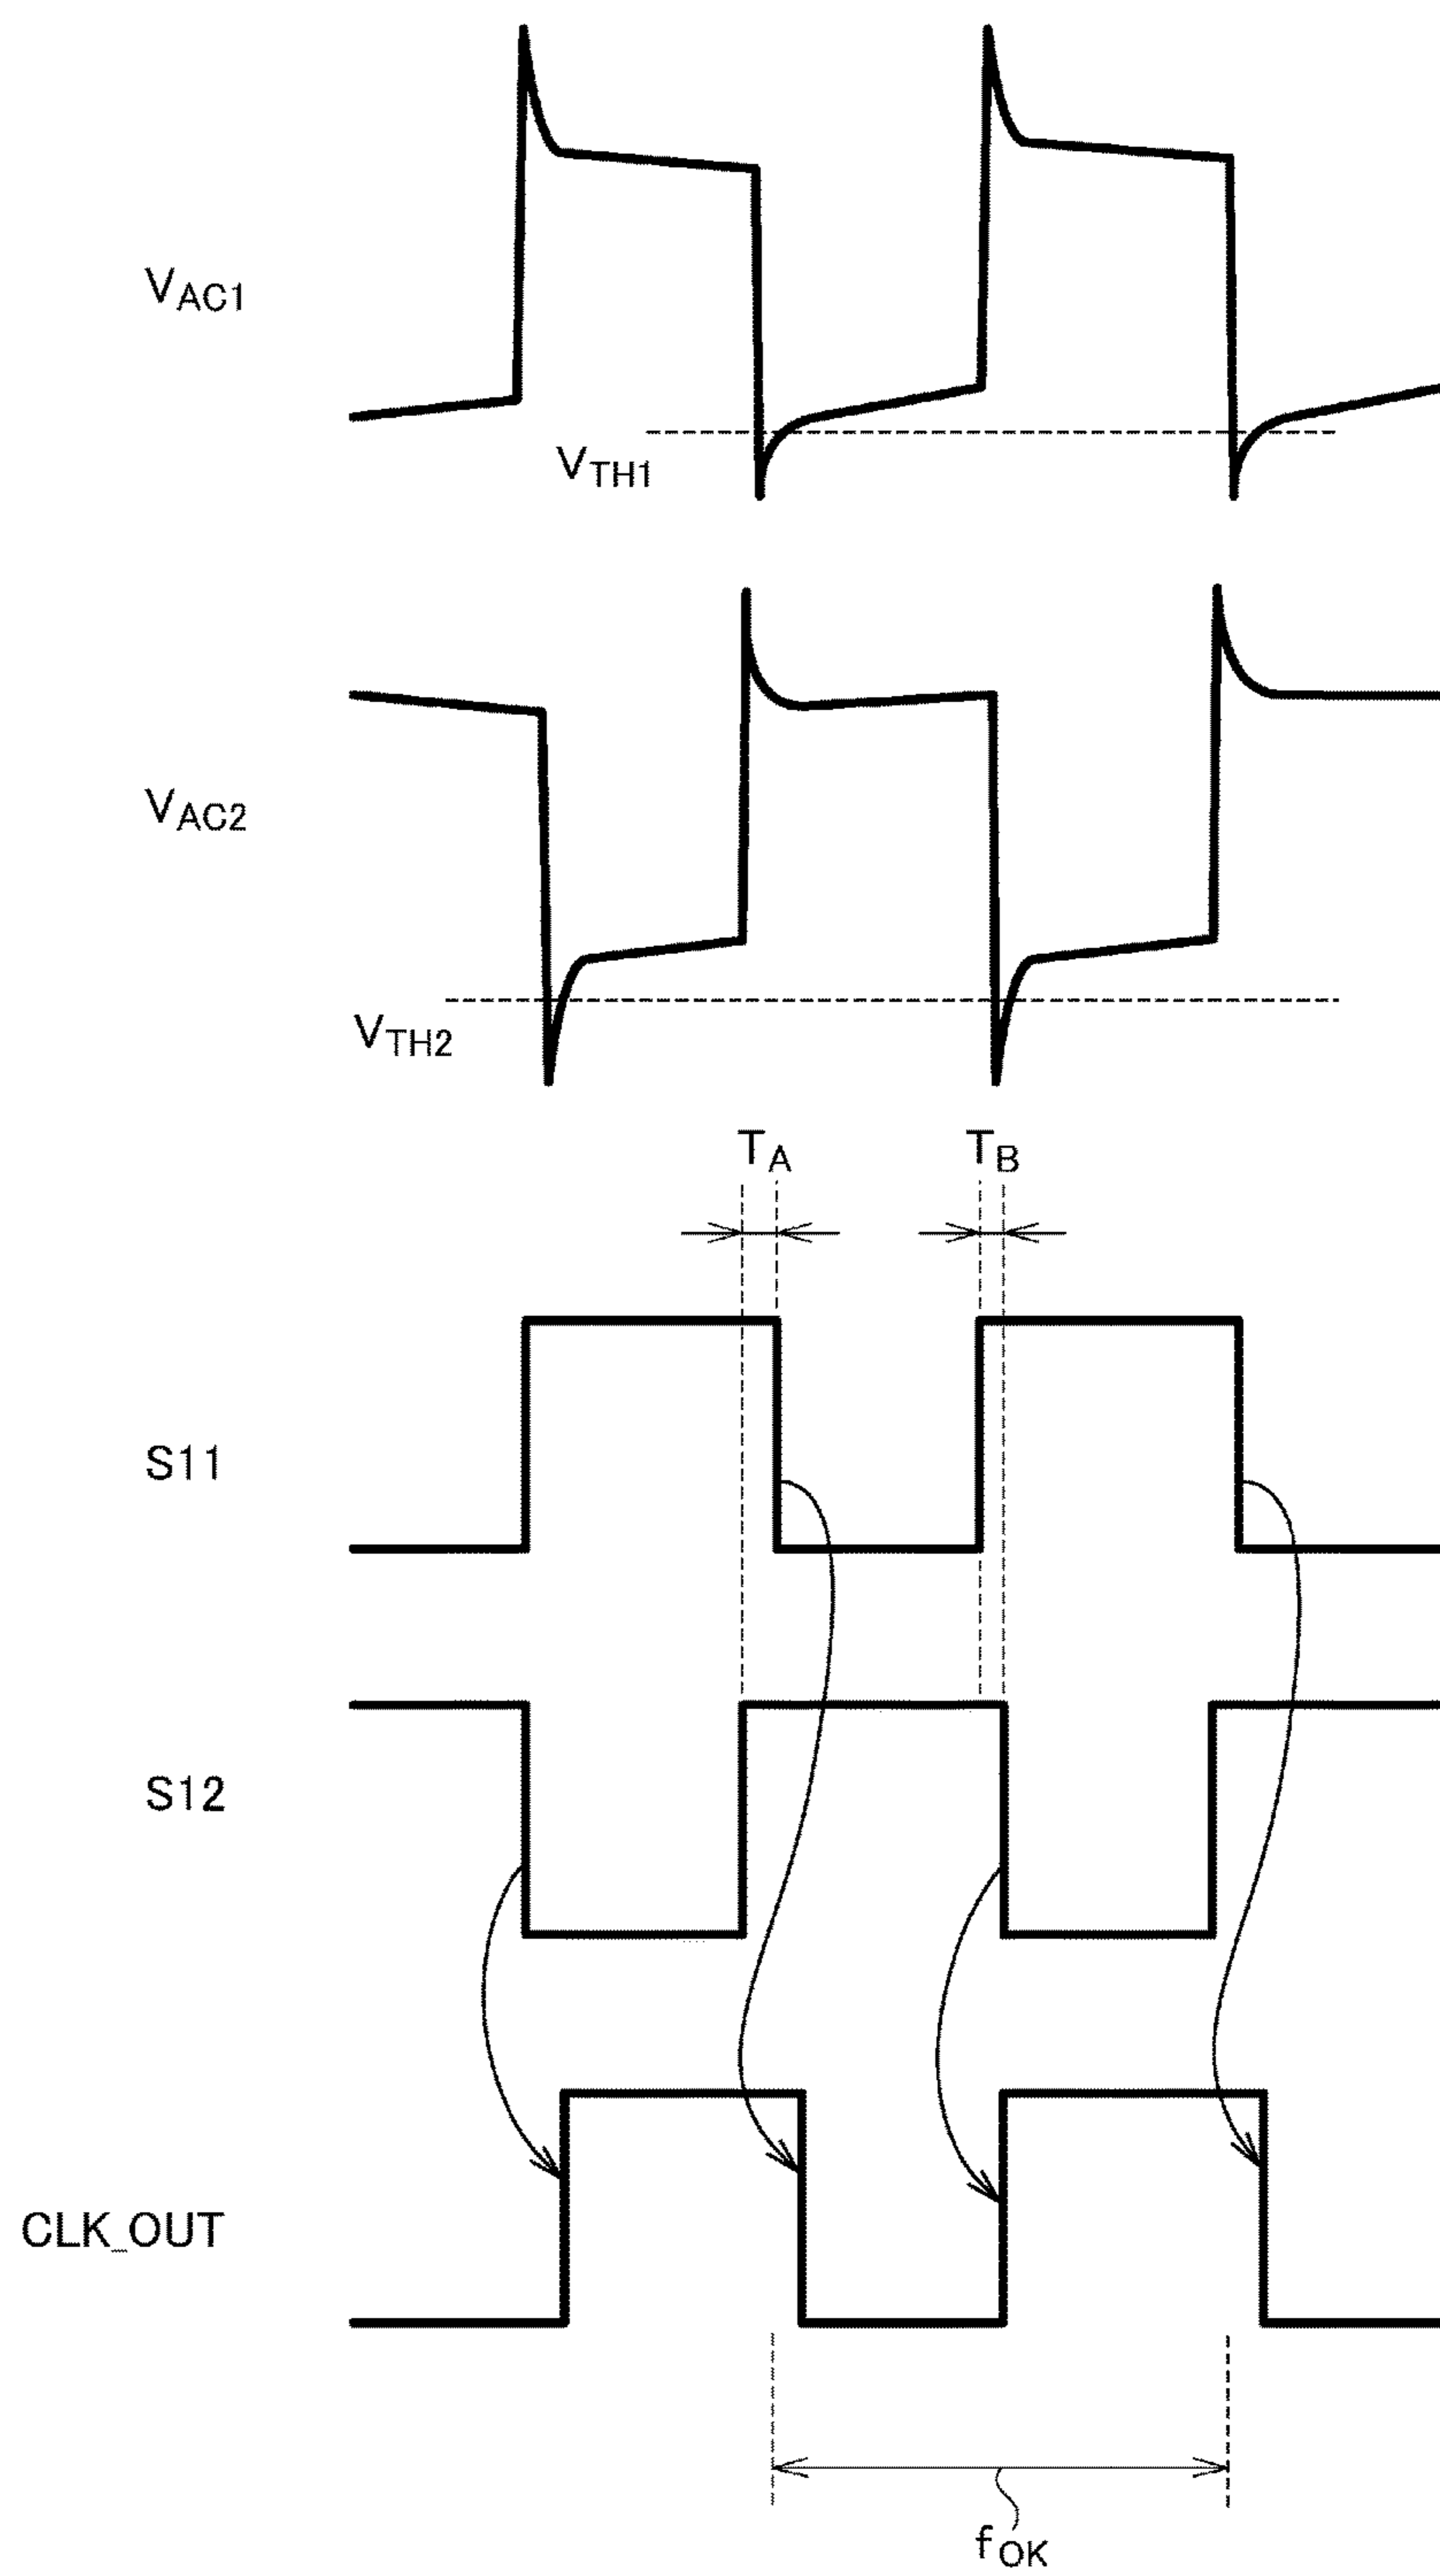 VAC1
VTH1
VAC2
VTH2
TA TB
S11
S12
CLK_OUT
fOK